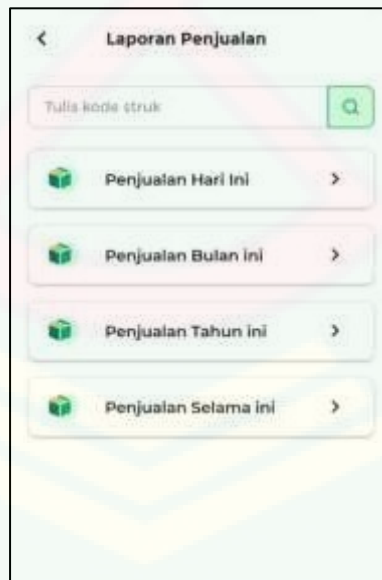 Laporan Penjualan
Tulis kode struk
Penjualan Hari Ini
Penjualan Bulan ini
Penjualan Tahun ini
Penjualan Selama ini